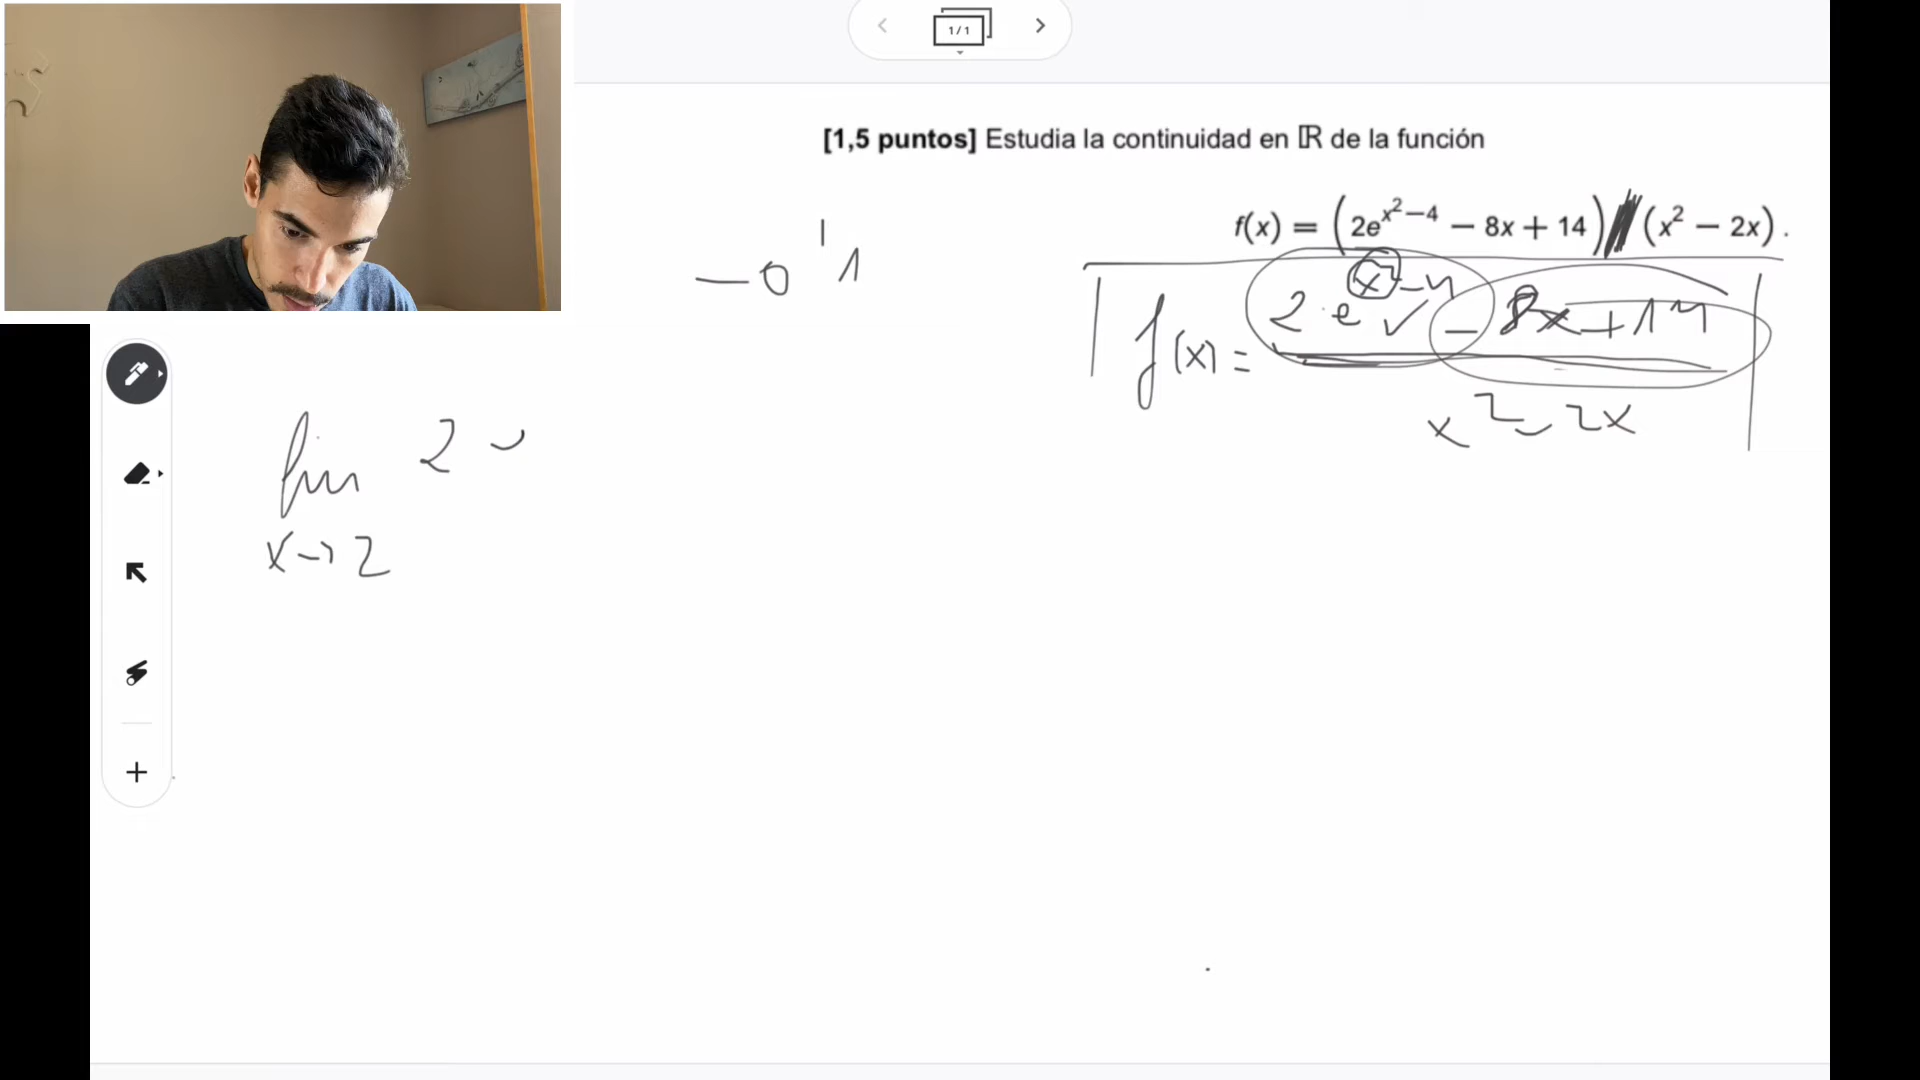 1 / 1
[1,5 puntos] Estudia la continuidad en ℝ de la función
f(x) = (2e^{x²−4} − 8x + 14) / (x² − 2x) .
−0'1
f(x) = 2·e^{x²−4} − 8x + 14
x² − 2x
lim 2
x→2